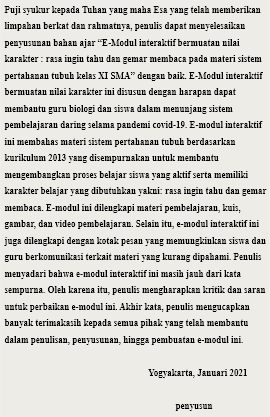 Puji syukur kepada Tuhan yang maha Esa yang telah memberikan
limpahan berkat dan rahmatnya, penulis dapat menyelesaikan
penyusunan bahan ajar “E-Modul interaktif bermuatan nilai
karakter : rasa ingin tahu dan gemar membaca pada materi sistem
pertahanan tubuh kelas XI SMA” dengan baik. E-Modul interaktif
bermuatan nilai karakter ini disusun dengan harapan dapat
membantu guru biologi dan siswa dalam menunjang sistem
pembelajaran daring selama pandemi covid-19. E-modul interaktif
ini membahas materi sistem pertahanan tubuh berdasarkan
kurikulum 2013 yang disempurnakan untuk membantu
mengembangkan proses belajar siswa yang aktif serta memiliki
karakter belajar yang dibutuhkan yakni: rasa ingin tahu dan gemar
membaca. E-modul ini dilengkapi materi pembelajaran, kuis,
gambar, dan video pembelajaran. Selain itu, e-modul interaktif ini
juga dilengkapi dengan kotak pesan yang memungkinkan siswa dan
guru berkomunikasi terkait materi yang kurang dipahami. Penulis
menyadari bahwa e-modul interaktif ini masih jauh dari kata
sempurna. Oleh karena itu, penulis mengharapkan kritik dan saran
untuk perbaikan e-modul ini. Akhir kata, penulis mengucapkan
banyak terimakasih kepada semua pihak yang telah membantu
dalam penulisan, penyusunan, hingga pembuatan e-modul ini.
Yogyakarta, Januari 2021
penyusun